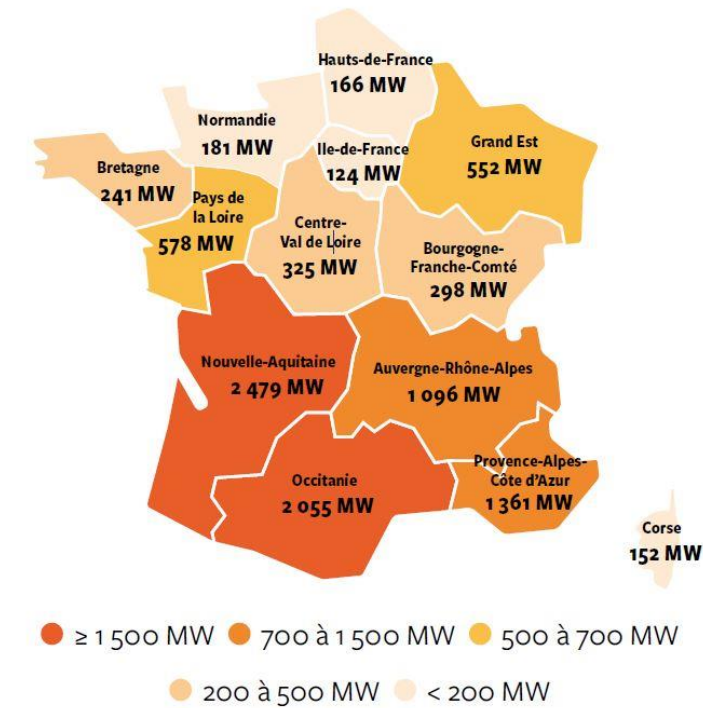 Hauts-de-France
166 MW
Normandie
181 MW
Ile-de-France
124 MW
Grand Est
552 MW
Bretagne
241 MW
Pays de
la Loire
578 MW
Centre-
Val de Loire
325 MW
Bourgogne-
Franche-Comté
298 MW
Nouvelle-Aquitaine
2 479 MW
Auvergne-Rhône-Alpes
1 096 MW
Occitanie
2 055 MW
Provence-Alpes-
Côte d'Azur
1 361 MW
Corse
152 MW
≥ 1 500 MW 700 à 1 500 MW 500 à 700 MW
200 à 500 MW < 200 MW